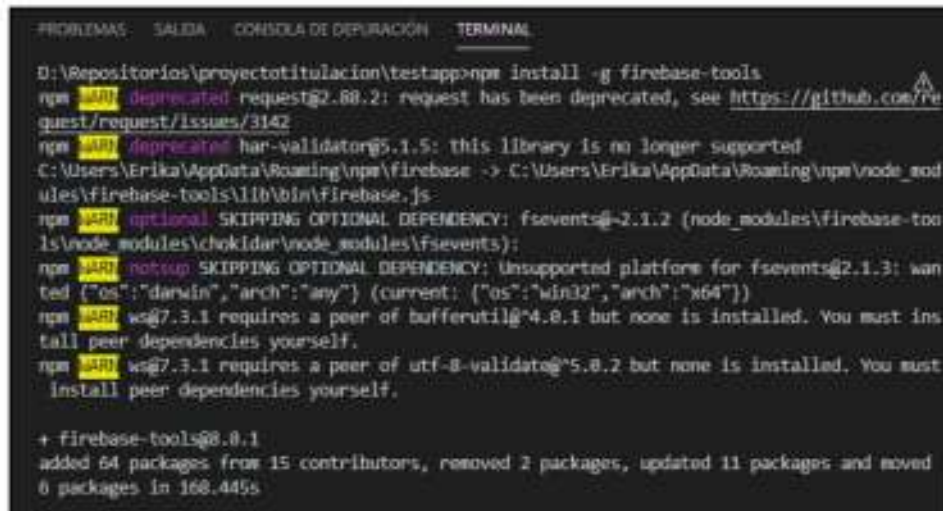 PROBLEMAS SALIDA CONSOLA DE DEPURACIÓN TERMINAL
D:\Repositorios\proyectotitulacion\testapp>npm install -g firebase-tools
npm WARN deprecated request@2.88.2: request has been deprecated, see https://github.com/re
quest/request/issues/3142
npm WARN deprecated har-validator@5.1.5: this library is no longer supported
C:\Users\Erika\AppData\Roaming\npm\firebase -> C:\Users\Erika\AppData\Roaming\npm\node_mod
ules\firebase-tools\lib\bin\firebase.js
npm WARN optional SKIPPING OPTIONAL DEPENDENCY: fsevents@~2.1.2 (node_modules\firebase-too
ls\node_modules\chokidar\node_modules\fsevents):
npm WARN notsup SKIPPING OPTIONAL DEPENDENCY: Unsupported platform for fsevents@2.1.3: wan
ted {"os":"darwin","arch":"any"} (current: {"os":"win32","arch":"x64"})
npm WARN ws@7.3.1 requires a peer of bufferutil@^4.0.1 but none is installed. You must ins
tall peer dependencies yourself.
npm WARN ws@7.3.1 requires a peer of utf-8-validate@^5.0.2 but none is installed. You must
install peer dependencies yourself.
+ firebase-tools@8.0.1
added 64 packages from 15 contributors, removed 2 packages, updated 11 packages and moved
6 packages in 168.445s